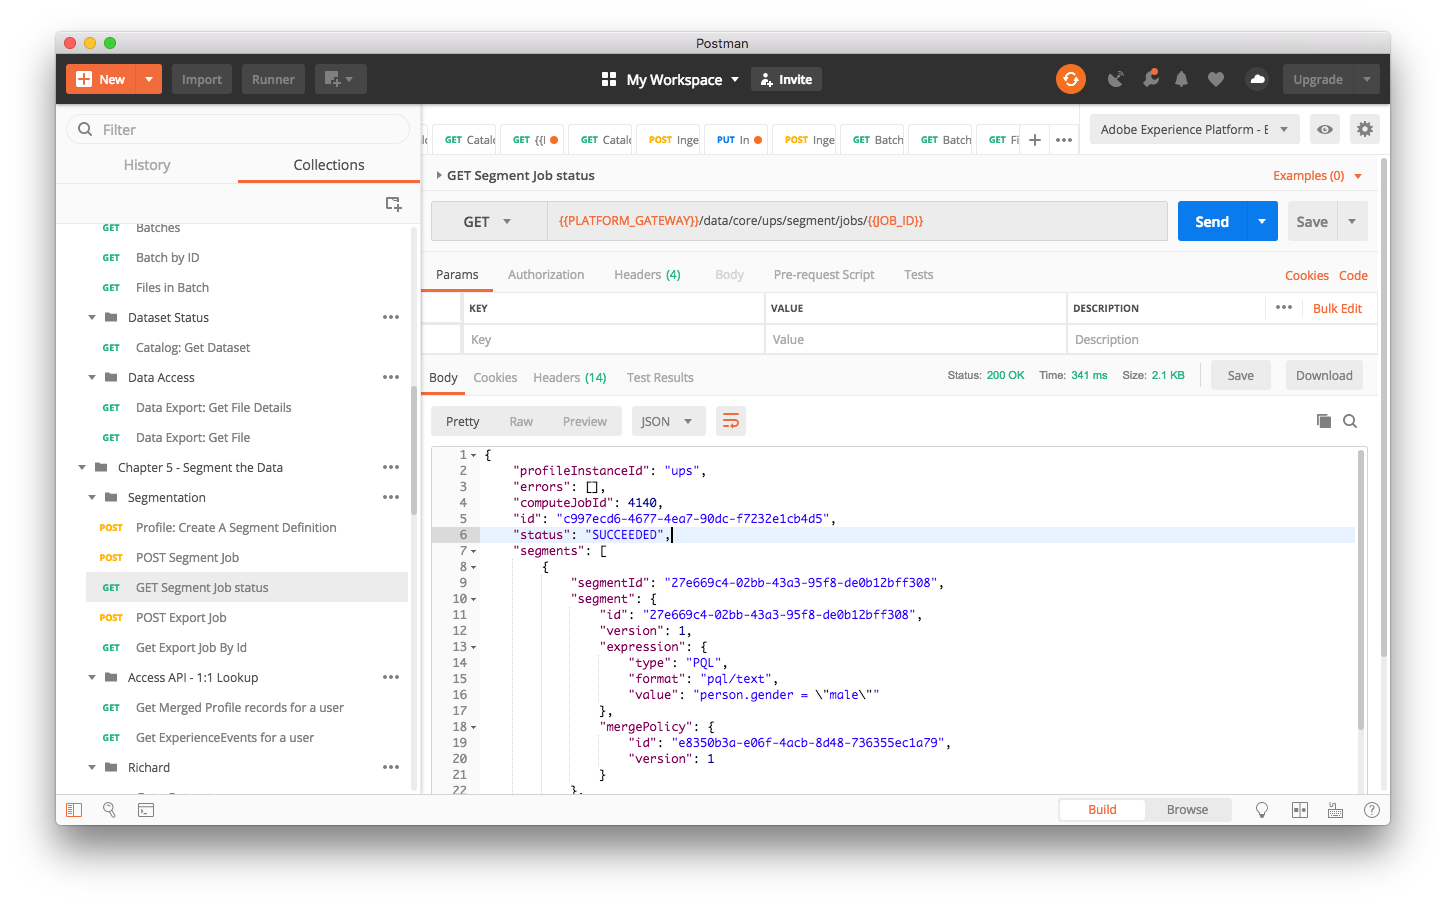 Postman
New
Import
Runner
My Workspace
Invite
Upgrade
Filter
History
Collections
GET Batches
GET Batch by ID
GET Files in Batch
Dataset Status
GET Catalog: Get Dataset
Data Access
GET Data Export: Get File Details
GET Data Export: Get File
Chapter 5 - Segment the Data
Segmentation
POST Profile: Create A Segment Definition
POST POST Segment Job
GET GET Segment Job status
POST POST Export Job
GET Get Export Job By Id
Access API - 1:1 Lookup
GET Get Merged Profile records for a user
GET Get ExperienceEvents for a user
Richard
GET Catal
GET {{I
GET Catal
POST Inge
PUT In
POST Inge
GET Batch
GET Batch
GET Fi
Adobe Experience Platform - E
GET Segment Job status
Examples (0)
GET
{{PLATFORM_GATEWAY}}/data/core/ups/segment/jobs/{{JOB_ID}}
Send
Save
Params
Authorization
Headers (4)
Body
Pre-request Script
Tests
Cookies
Code
KEY
VALUE
DESCRIPTION
Bulk Edit
Key
Value
Description
Body
Cookies
Headers (14)
Test Results
Status: 200 OK
Time: 341 ms
Size: 2.1 KB
Save
Download
Pretty
Raw
Preview
JSON
1 {
2 "profileInstanceId": "ups",
3 "errors": [],
4 "computeJobId": 4140,
5 "id": "c997ecd6-4677-4ea7-90dc-f7232e1cb4d5",
6 "status": "SUCCEEDED",
7 "segments": [
8 {
9 "segmentId": "27e669c4-02bb-43a3-95f8-de0b12bff308",
10 "segment": {
11 "id": "27e669c4-02bb-43a3-95f8-de0b12bff308",
12 "version": 1,
13 "expression": {
14 "type": "PQL",
15 "format": "pql/text",
16 "value": "person.gender = \"male\""
17 },
18 "mergePolicy": {
19 "id": "e8350b3a-e06f-4acb-8d48-736355ec1a79",
20 "version": 1
21 }
22 },
Build
Browse